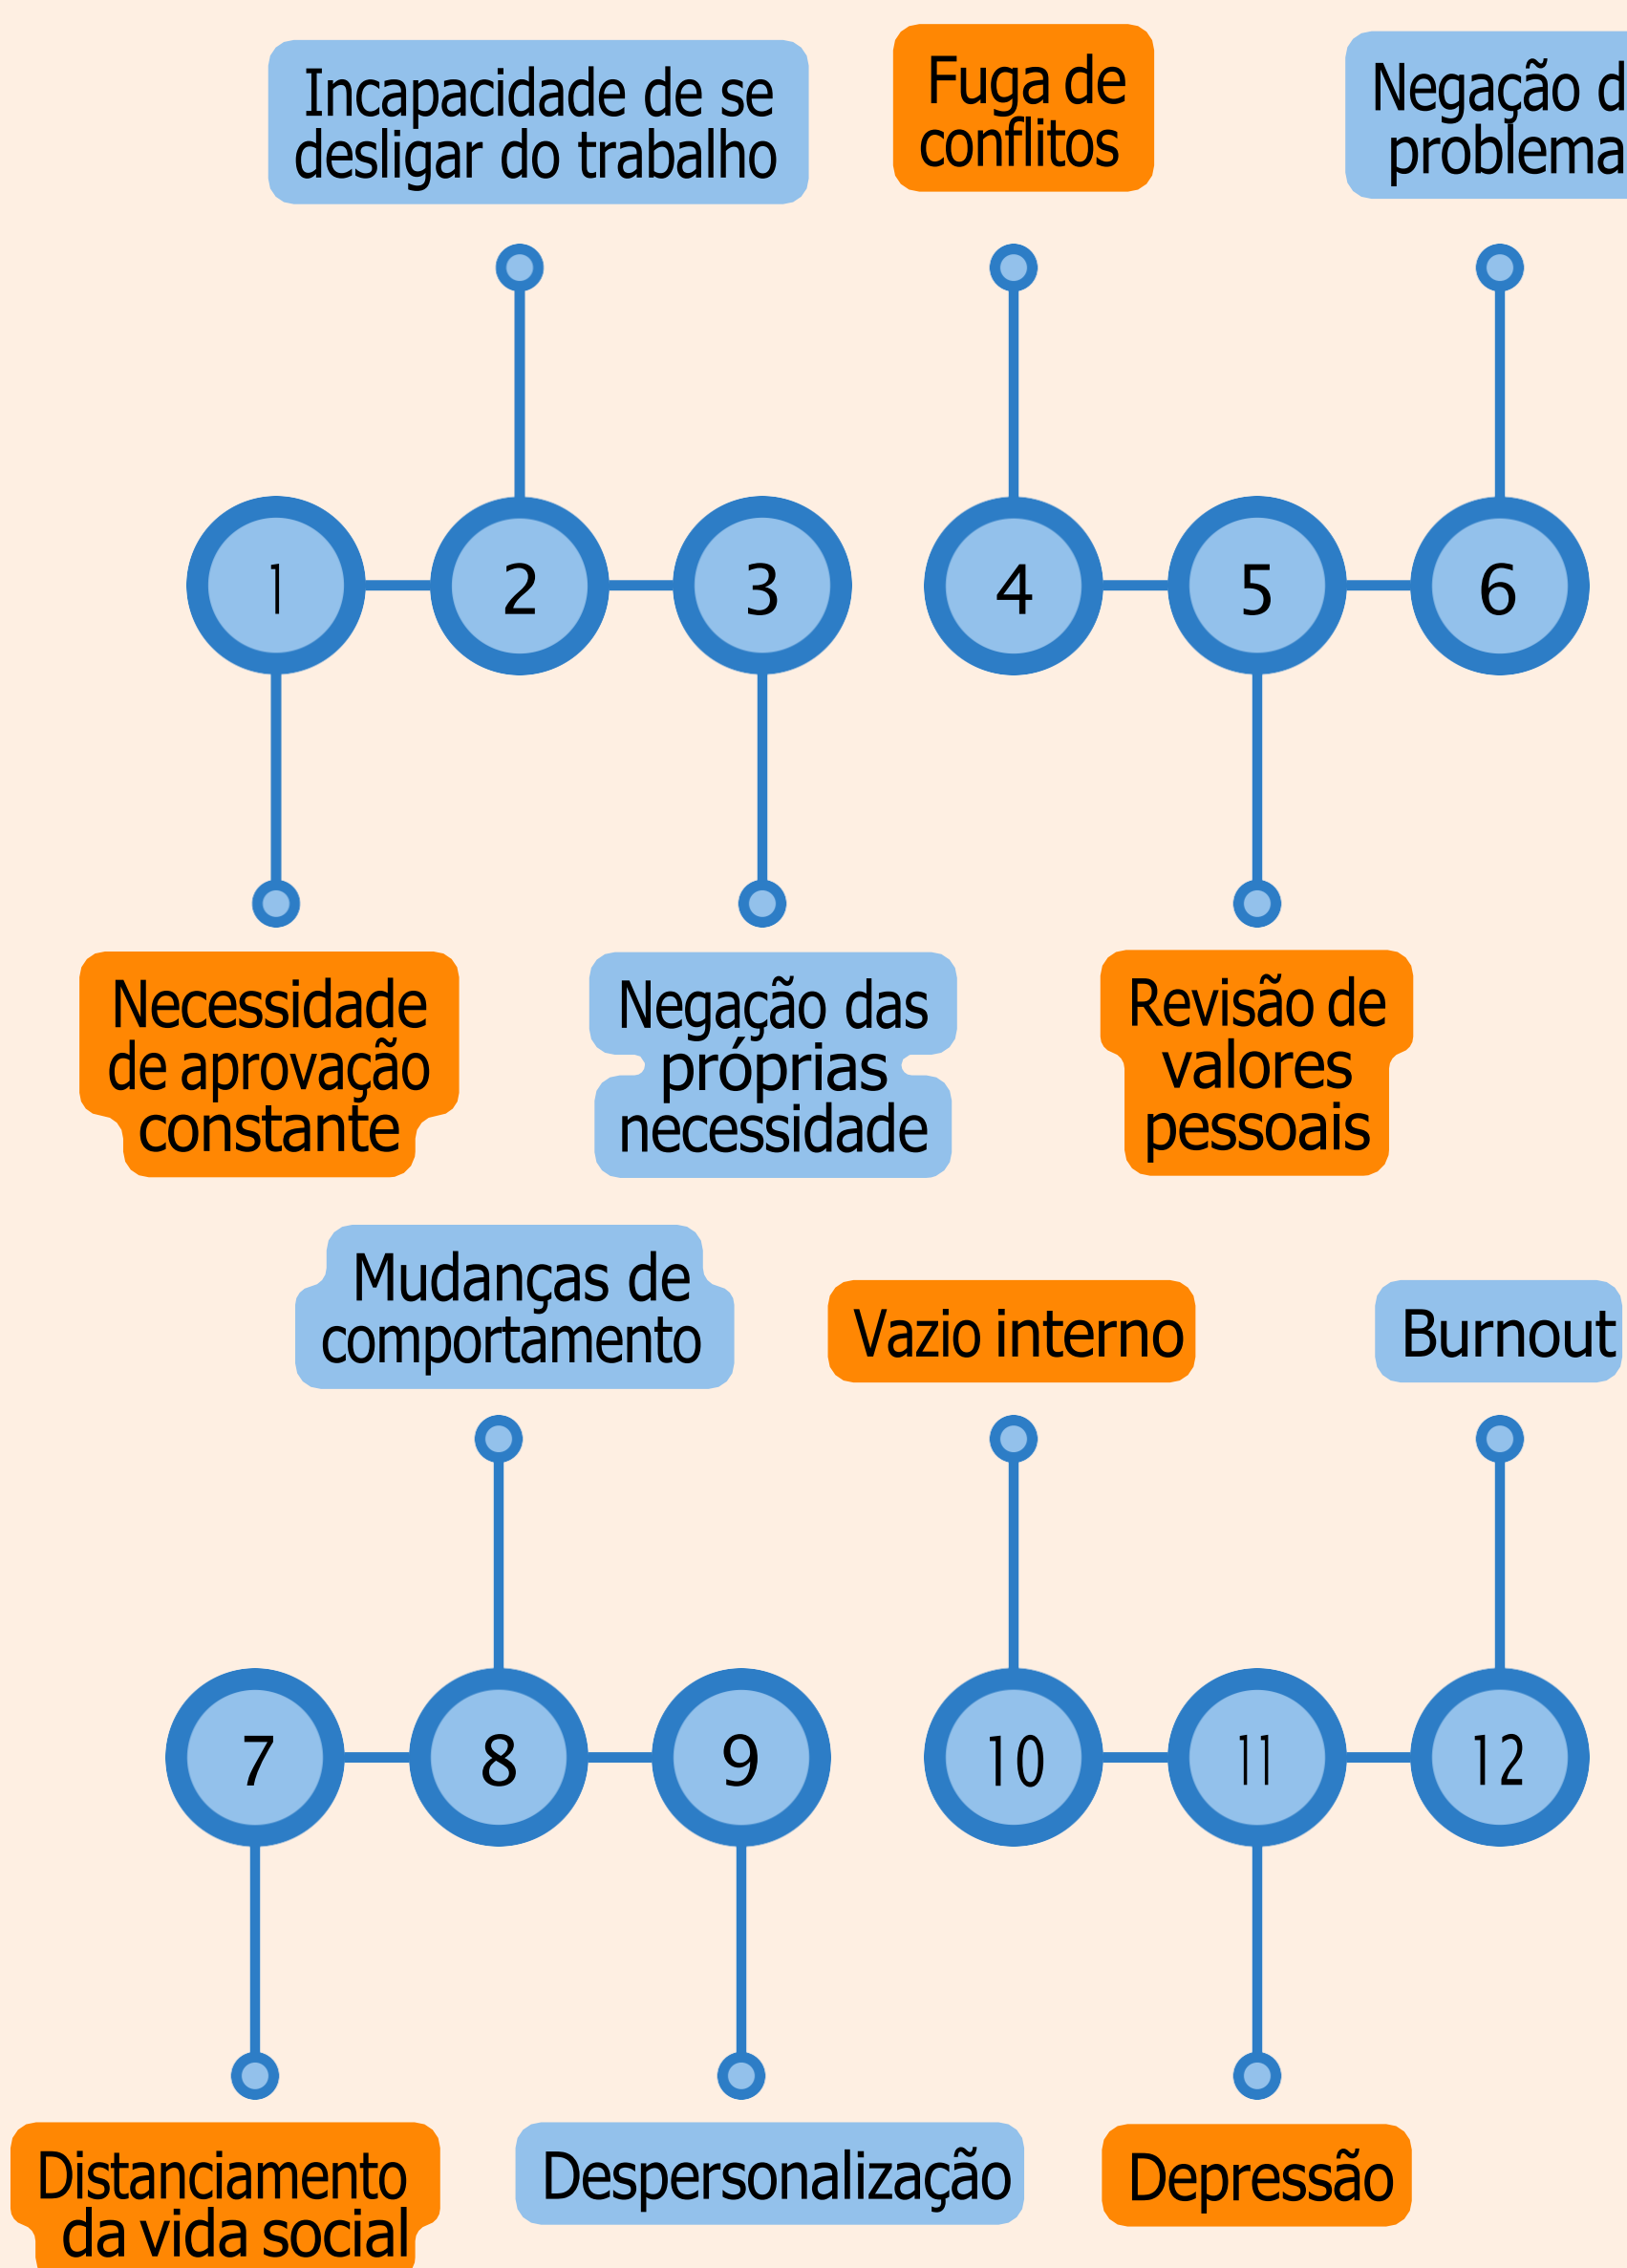 Incapacidade de se
desligar do trabalho
Fuga de
conflitos
Negação
problema
1
2
3
4
5
6
Necessidade
de aprovação
constante
Negação das
próprias
necessidade
Revisão de
valores
pessoais
Mudanças de
comportamento
Vazio interno
Burnout
7
8
9
10
11
12
Distanciamento
da vida social
Despersonalização
Depressão